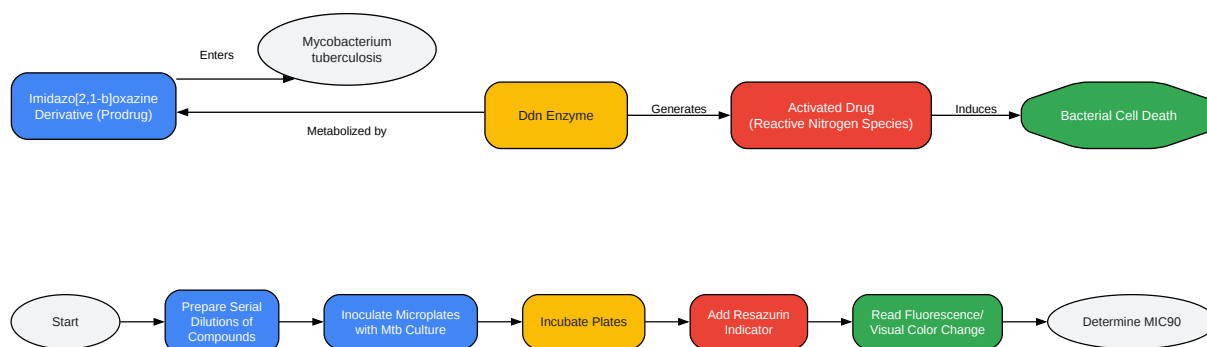 Enters
Mycobacterium
tuberculosis
Imidazo[2,1-b]oxazine
Derivative (Prodrug)
Metabolized by
Ddn Enzyme
Generates
Activated Drug
(Reactive Nitrogen Species)
Induces
Bacterial Cell Death
Start
Prepare Serial
Dilutions of
Compounds
Inoculate Microplates
with Mtb Culture
Incubate Plates
Add Resazurin
Indicator
Read Fluorescence/
Visual Color Change
Determine MIC90